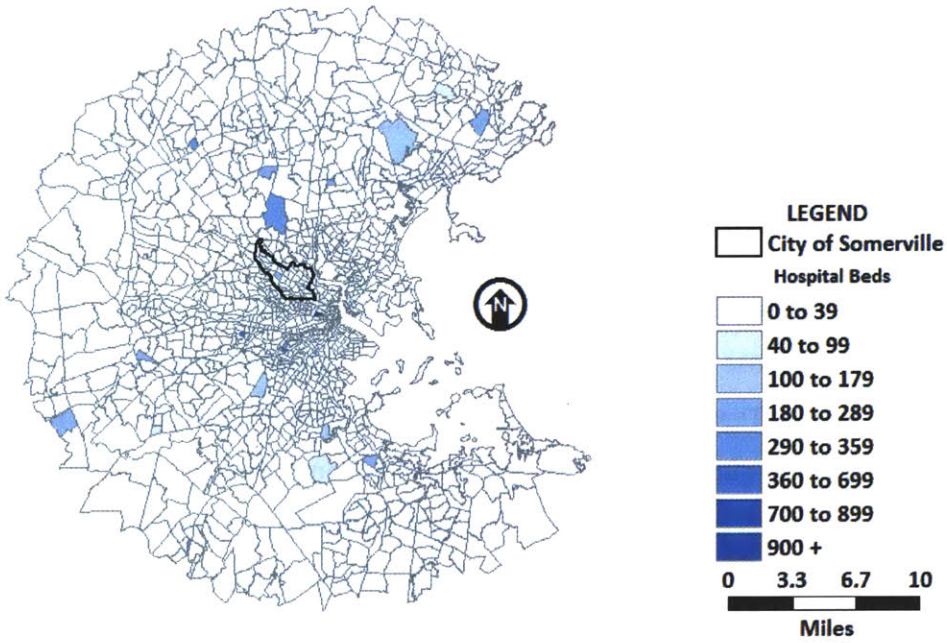 LEGEND
City of Somerville
Hospital Beds
0 to 39
40 to 99
100 to 179
180 to 289
290 to 359
360 to 699
700 to 899
900 +
N
0 3.3 6.7 10
Miles